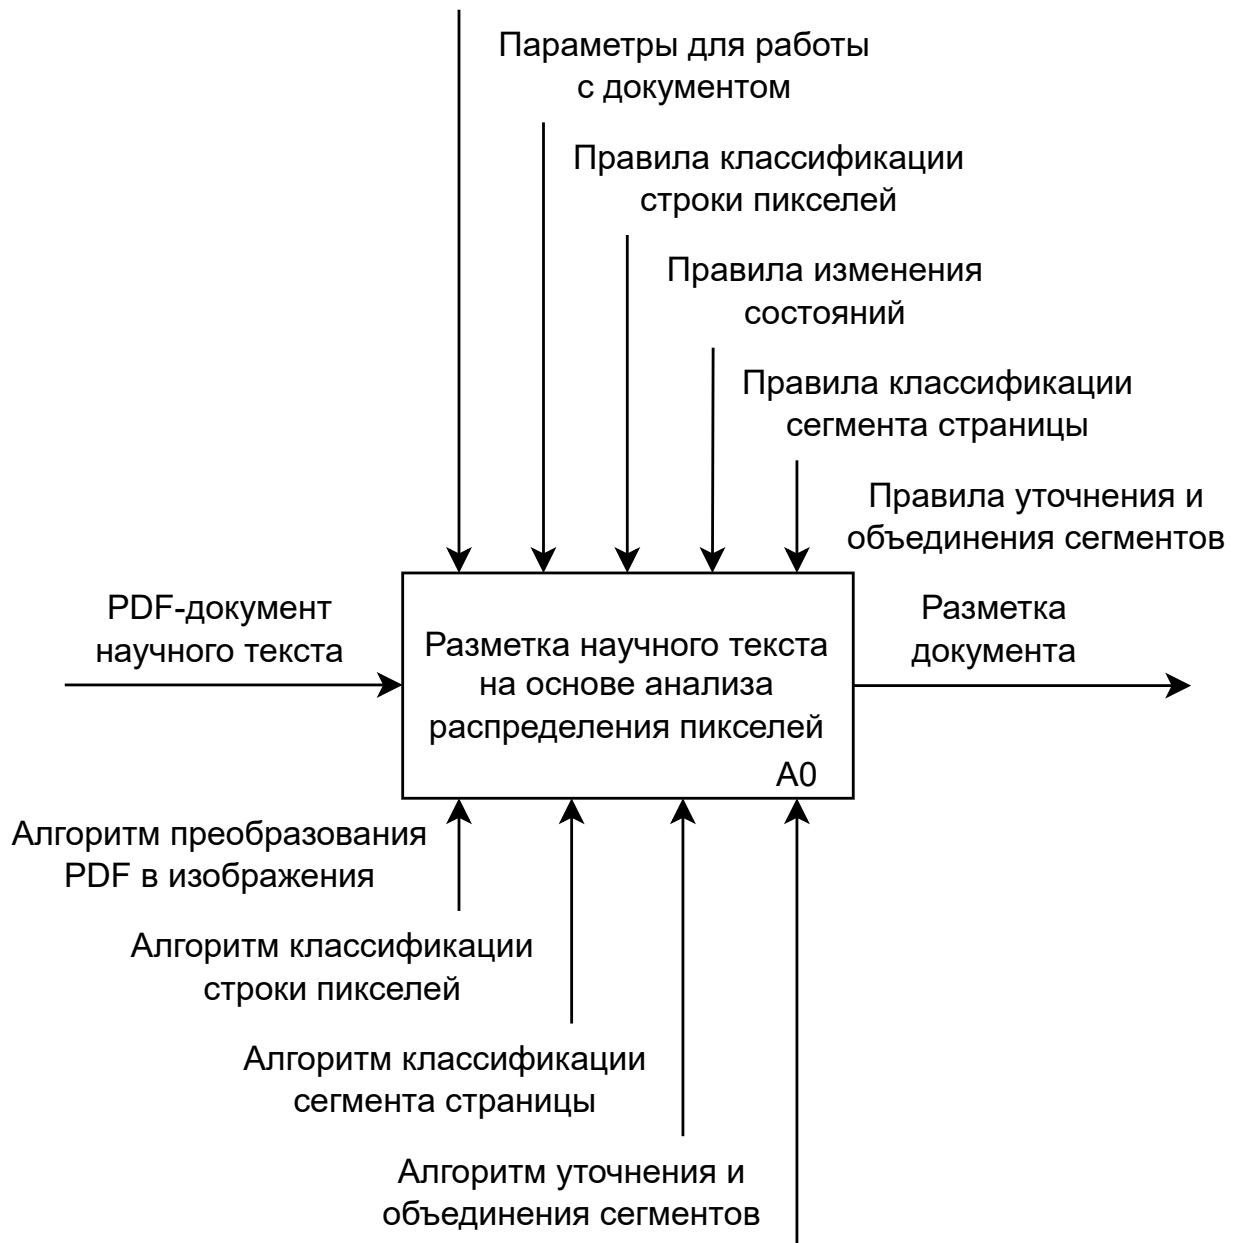 Параметры для работы
с документом
Правила классификации
строки пикселей
Правила изменения
состояний
Правила классификации
сегмента страницы
Правила уточнения и
объединения сегментов
PDF-документ
научного текста
Разметка научного текста
на основе анализа
распределения пикселей
A0
Разметка
документа
Алгоритм преобразования
PDF в изображения
Алгоритм классификации
строки пикселей
Алгоритм классификации
сегмента страницы
Алгоритм уточнения и
объединения сегментов